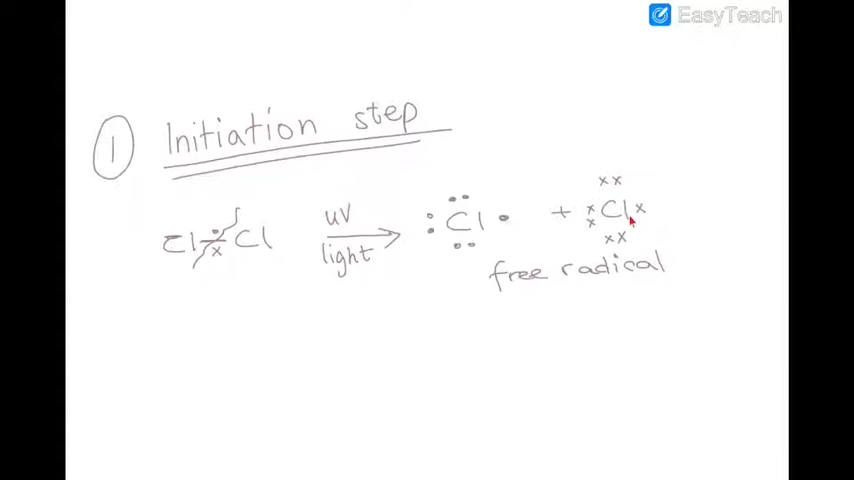 EasyTeach
1 Initiation step
Cl Cl uv light Cl + Cl
free radical